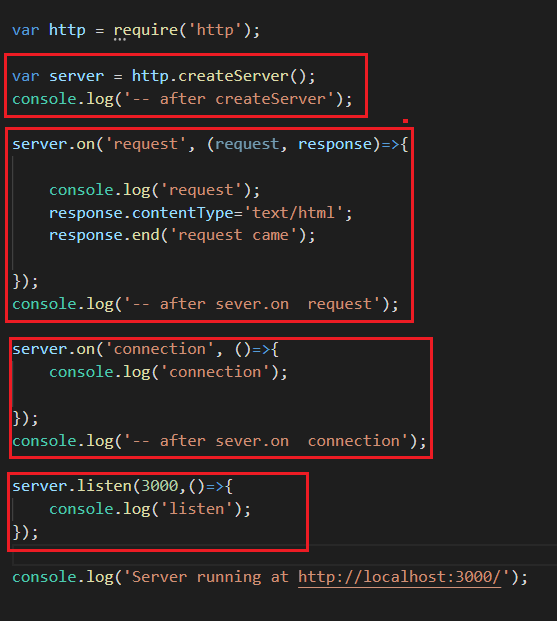 var http = require('http');
var server = http.createServer();
console.log('-- after createServer');
server.on('request', (request, response)=>{
console.log('request');
response.contentType='text/html';
response.end('request came');
});
console.log('-- after sever.on  request');
server.on('connection', ()=>{
console.log('connection');
});
console.log('-- after sever.on  connection');
server.listen(3000,()=>{
console.log('listen');
});
console.log('Server running at http://localhost:3000/');